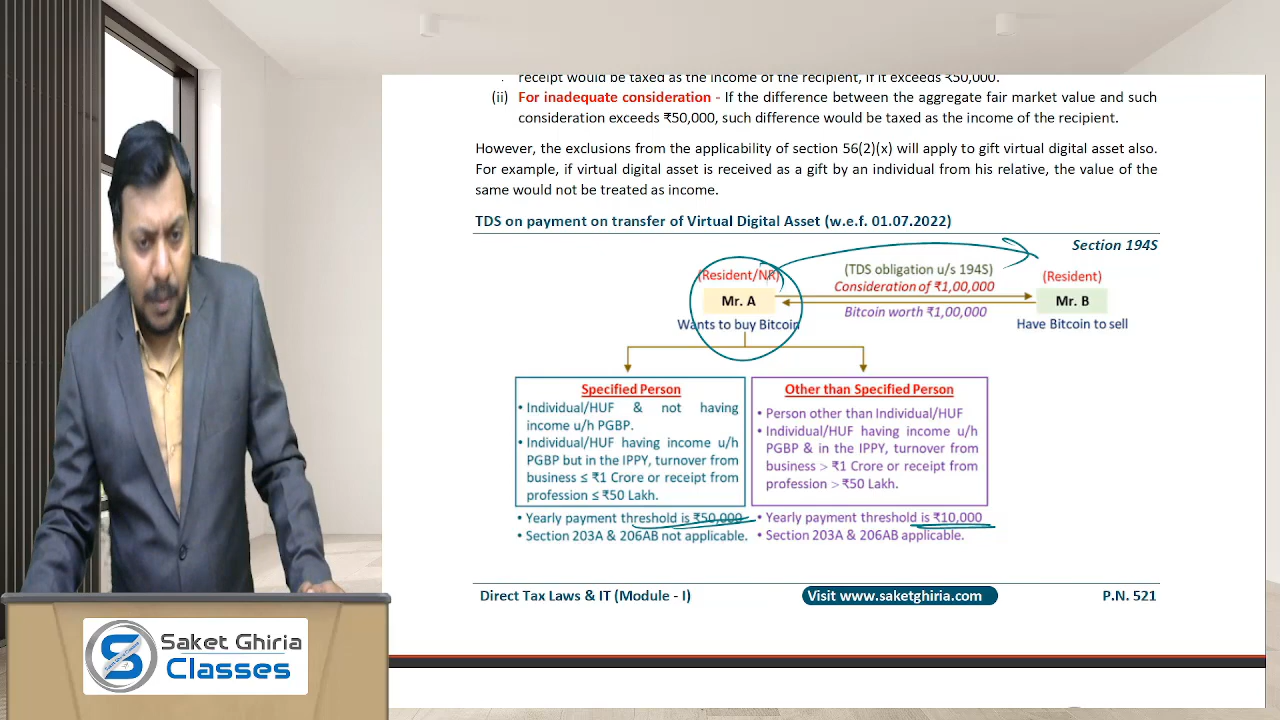 receipt would be taxed as the income of the recipient, if it exceeds ₹50,000.
(ii) For inadequate consideration - If the difference between the aggregate fair market value and such
consideration exceeds ₹50,000, such difference would be taxed as the income of the recipient.
However, the exclusions from the applicability of section 56(2)(x) will apply to gift virtual digital asset also.
For example, if virtual digital asset is received as a gift by an individual from his relative, the value of the
same would not be treated as income.
TDS on payment on transfer of Virtual Digital Asset (w.e.f. 01.07.2022)
Section 194S
(Resident/NR)
Mr. A
Wants to buy Bitcoin
(TDS obligation u/s 194S)
Consideration of ₹1,00,000
Bitcoin worth ₹1,00,000
(Resident)
Mr. B
Have Bitcoin to sell
Specified Person
• Individual/HUF & not having
income u/h PGBP.
• Individual/HUF having income u/h
PGBP but in the IPPY, turnover from
business ≤ ₹1 Crore or receipt from
profession ≤ ₹50 Lakh.
• Yearly payment threshold is ₹50,000
• Section 203A & 206AB not applicable.
Other than Specified Person
• Person other than Individual/HUF
• Individual/HUF having income u/h
PGBP & in the IPPY, turnover from
business > ₹1 Crore or receipt from
profession > ₹50 Lakh.
• Yearly payment threshold is ₹10,000
• Section 203A & 206AB applicable.
Direct Tax Laws & IT (Module - I)
Visit www.saketghiria.com
P.N. 521
Saket Ghiria
Classes